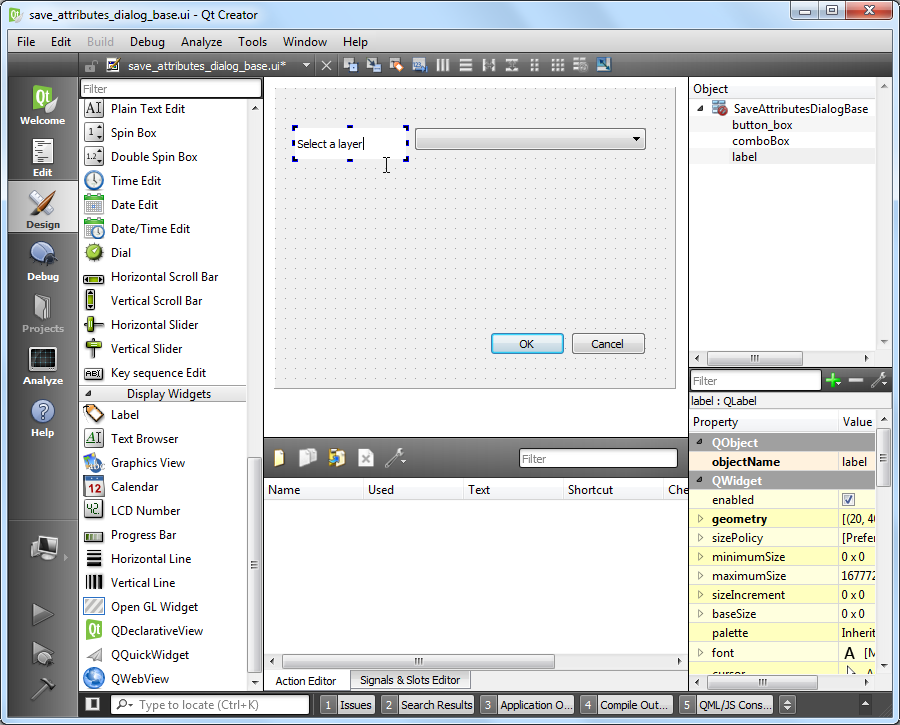 save_attributes_dialog_base.ui - Qt Creator
File Edit Build Debug Analyze Tools Window Help
save_attributes_dialog_base.ui*
Welcome
Edit
Design
Debug
Projects
Analyze
Help
Filter
Plain Text Edit
Spin Box
Double Spin Box
Time Edit
Date Edit
Date/Time Edit
Dial
Horizontal Scroll Bar
Vertical Scroll Bar
Horizontal Slider
Vertical Slider
Key sequence Edit
Display Widgets
Label
Text Browser
Graphics View
Calendar
LCD Number
Progress Bar
Horizontal Line
Vertical Line
Open GL Widget
QDeclarativeView
QQuickWidget
QWebView
Select a layer
OK Cancel
Filter
Name Used Text Shortcut Che
Action Editor Signals & Slots Editor
Object
SaveAttributesDialogBase
button_box
comboBox
label
Filter
label : QLabel
Property Value
QObject
objectName label
QWidget
enabled
geometry [(20, 4
sizePolicy [Prefer
minimumSize 0 x 0
maximumSize 167772
sizeIncrement 0 x 0
baseSize 0 x 0
palette Inherit
font A [M
cursor
Type to locate (Ctrl+K) 1 Issues 2 Search Results 3 Application O... 4 Compile Out... 5 QML/JS Cons...